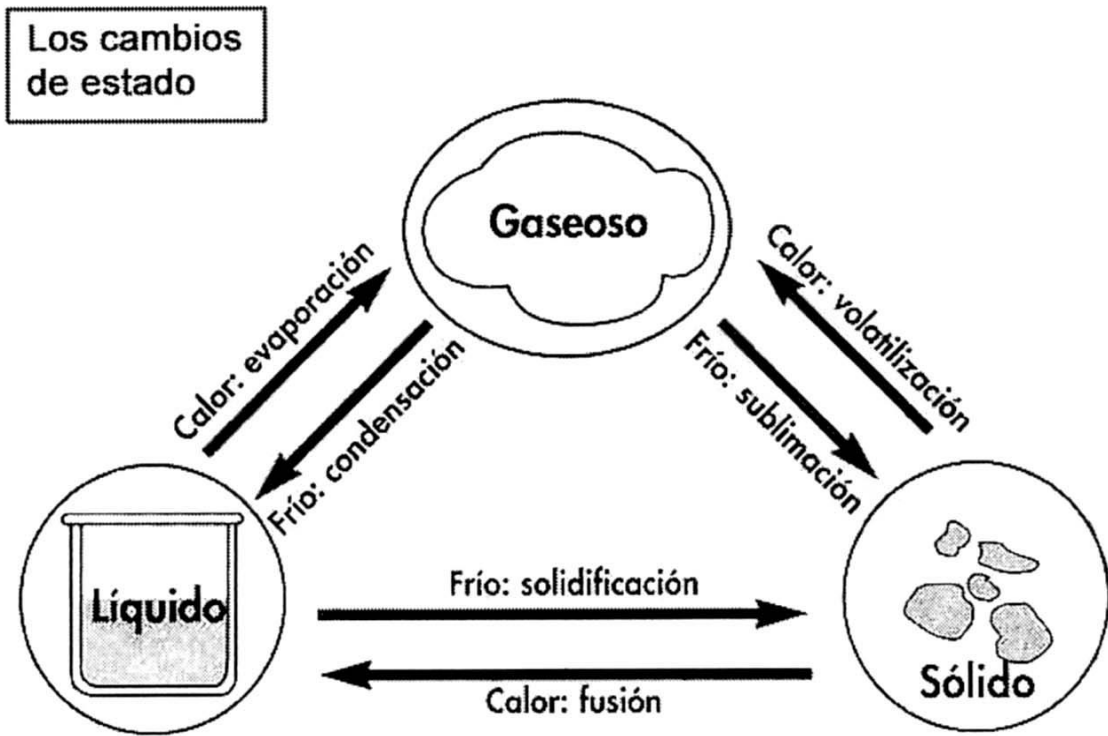 Los cambios
de estado
Gaseoso
Calor: evaporación
Frío: condensación
Calor: volatilización
Frío: sublimación
Líquido
Frío: solidificación
Calor: fusión
Sólido